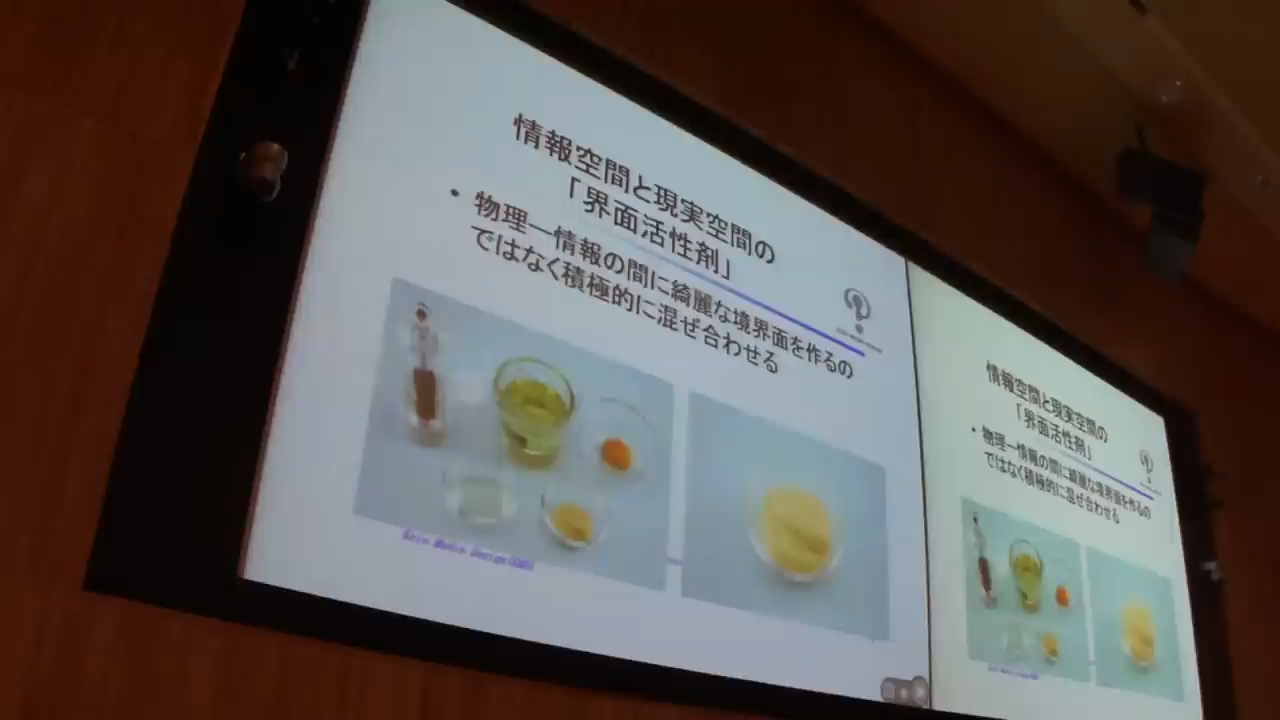 情報空間と現実空間の
「界面活性剤」
• 物理—情報の間に綺麗な境界面を作るの
ではなく積極的に混ぜ合わせる
情報空間と現実空間の
「界面活性剤」
• 物理—情報の間に綺麗な境界面を作るの
ではなく積極的に混ぜ合わせる